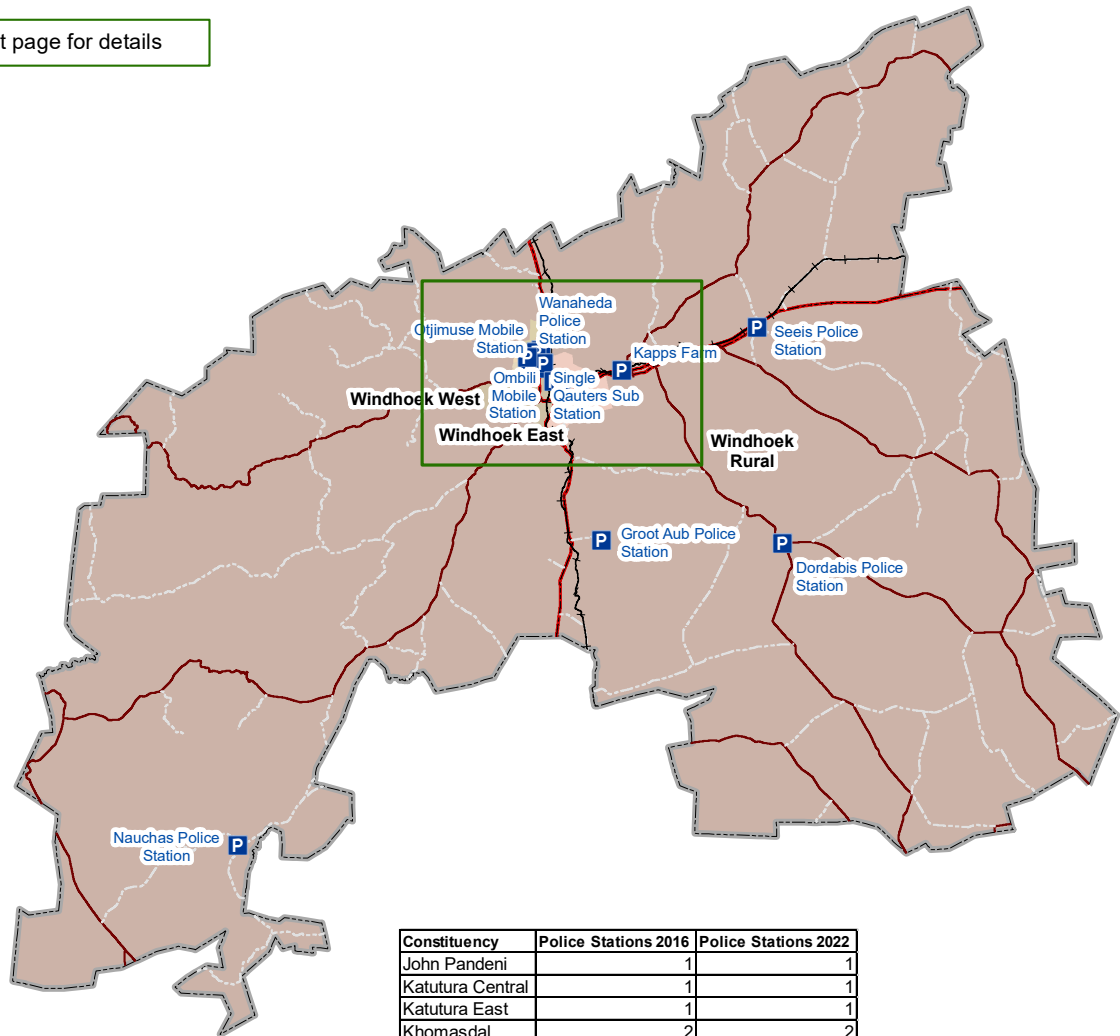 t page for details
Wanaheda
Police
Station
Otjimuse Mobile
Station
P
Seeis Police
Station
P
Kapps Farm
P
P
Ombili
Mobile
Station
Single
Qauters Sub
Station
Windhoek West
Windhoek East
Windhoek
Rural
P
Groot Aub Police
Station
P
Dordabis Police
Station
Nauchas Police
Station
P
Constituency Police Stations 2016 Police Stations 2022
John Pandeni 1 1
Katutura Central 1 1
Katutura East 1 1
Khomasdal 2 2